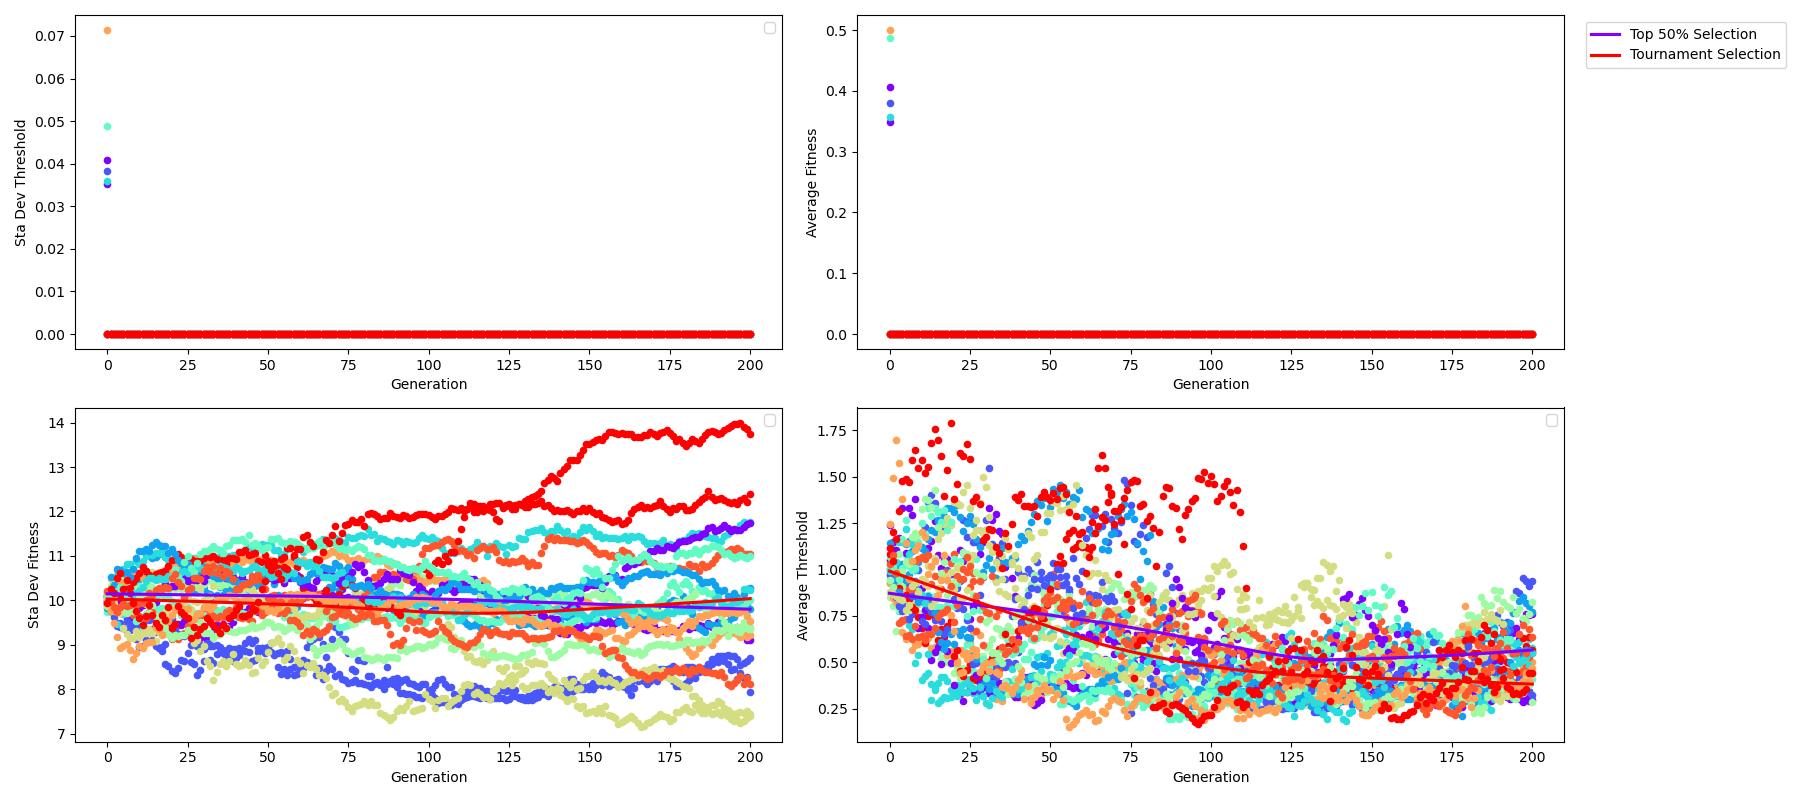 0.07
0.06
0.05
0.04
0.03
0.02
0.01
0.00
Sta Dev Threshold
0 25 50 75 100 125 150 175 200
Generation
0.5
0.4
0.3
0.2
0.1
0.0
Average Fitness
0 25 50 75 100 125 150 175 200
Generation
Top 50% Selection
Tournament Selection
14
13
12
11
10
9
8
7
Sta Dev Fitness
0 25 50 75 100 125 150 175 200
Generation
1.75
1.50
1.25
1.00
0.75
0.50
0.25
Average Threshold
0 25 50 75 100 125 150 175 200
Generation